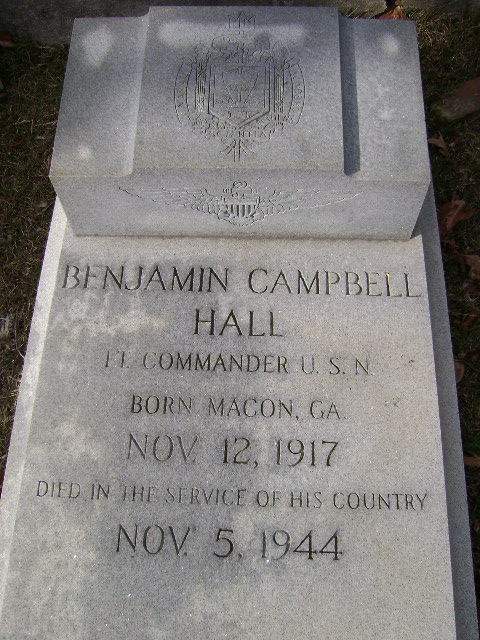 BENJAMIN CAMPBELL
HALL
LT. COMMANDER U. S. N.
BORN MACON, GA.
NOV. 12, 1917
DIED IN THE SERVICE OF HIS COUNTRY
NOV. 5, 1944